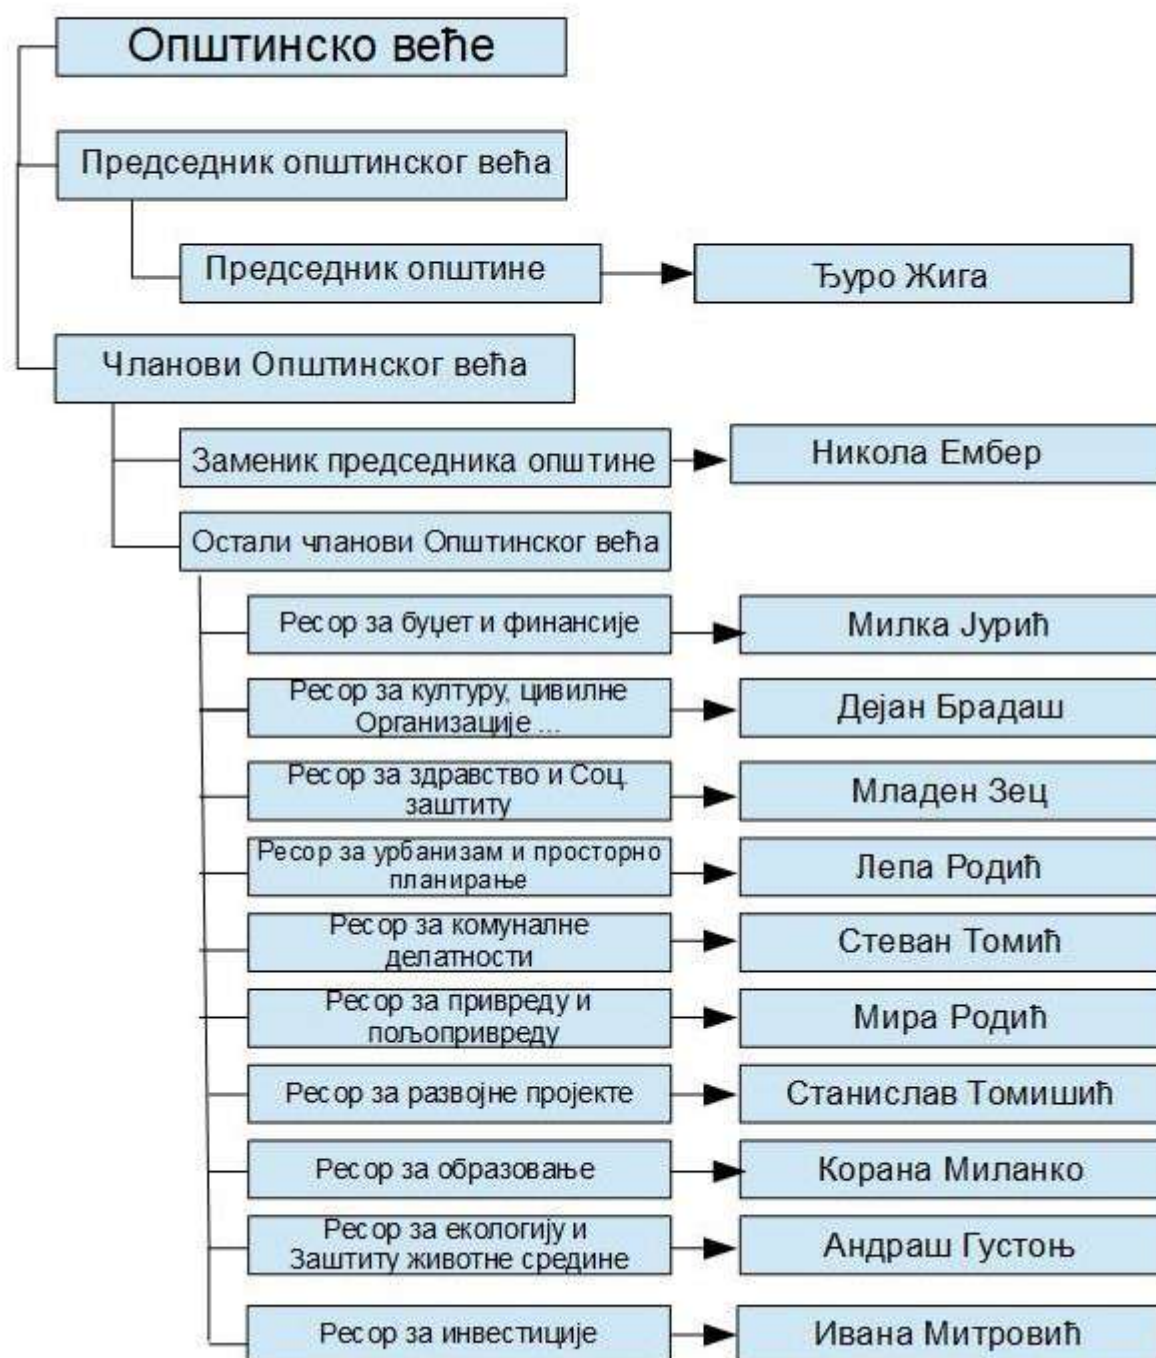 Општинско веће
Председник општинског већа
Председник општине
Ђуро Жига
Чланови Општинског већа
Заменик председника општине
Никола Ембер
Остали чланови Општинског већа
Ресор за буџет и финансије
Милка Јурић
Ресор за културу, цивилне
Организације ...
Дејан Брадаш
Ресор за здравство и Соц.
заштиту
Младен Зец
Ресор за урбанизам и просторно
планирање
Лепа Родић
Ресор за комуналне
делатности
Стеван Томић
Ресор за привреду и
пољопривреду
Мира Родић
Ресор за развојне пројекте
Станислав Томишић
Ресор за образовање
Корана Миланко
Ресор за екологију и
Заштиту животне средине
Андраш Густоњ
Ресор за инвестиције
Ивана Митровић